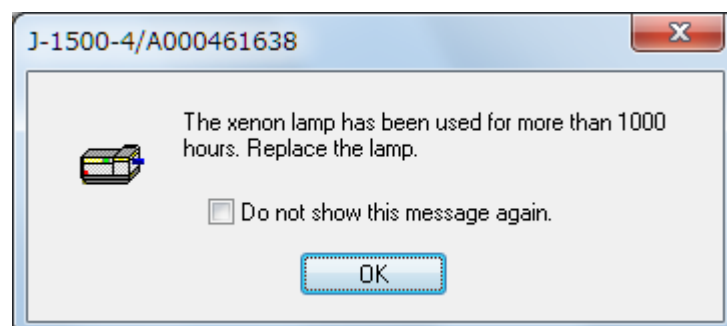 J-1500-4/A000461638
The xenon lamp has been used for more than 1000
hours. Replace the lamp.
Do not show this message again.
OK